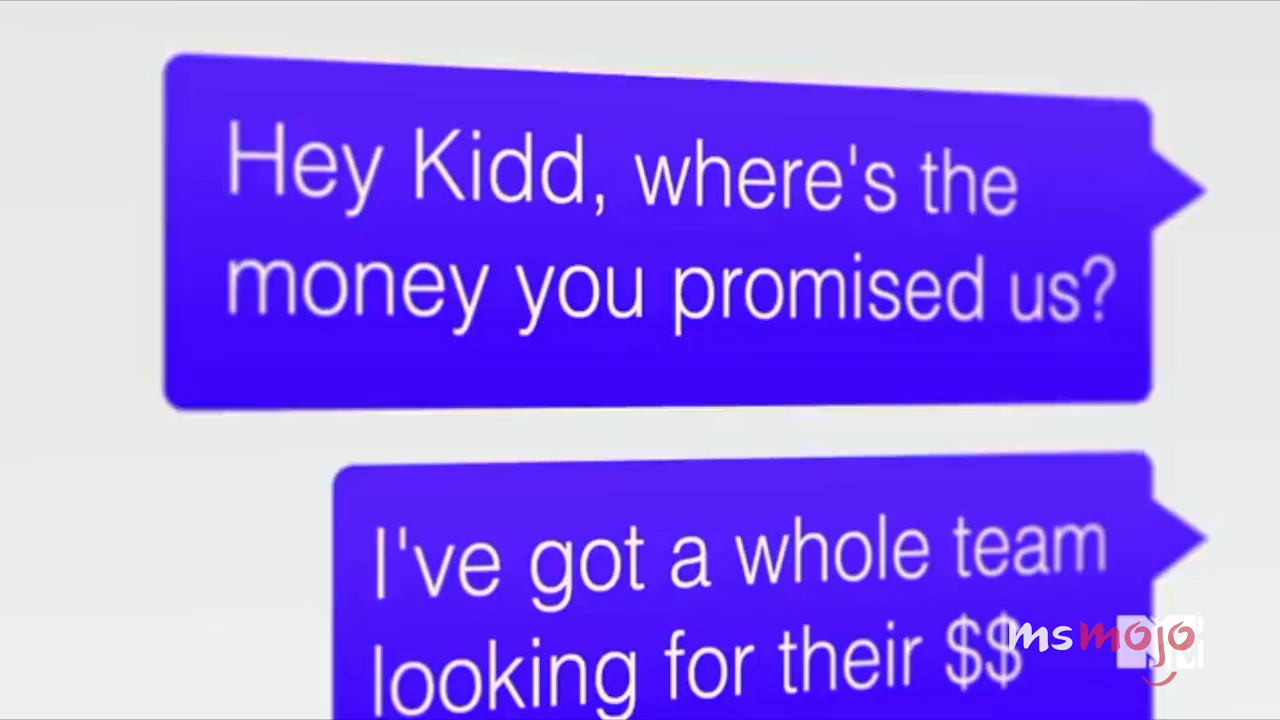 Hey Kidd, where's the
money you promised us?
I've got a whole team
looking for their $$
msmojo